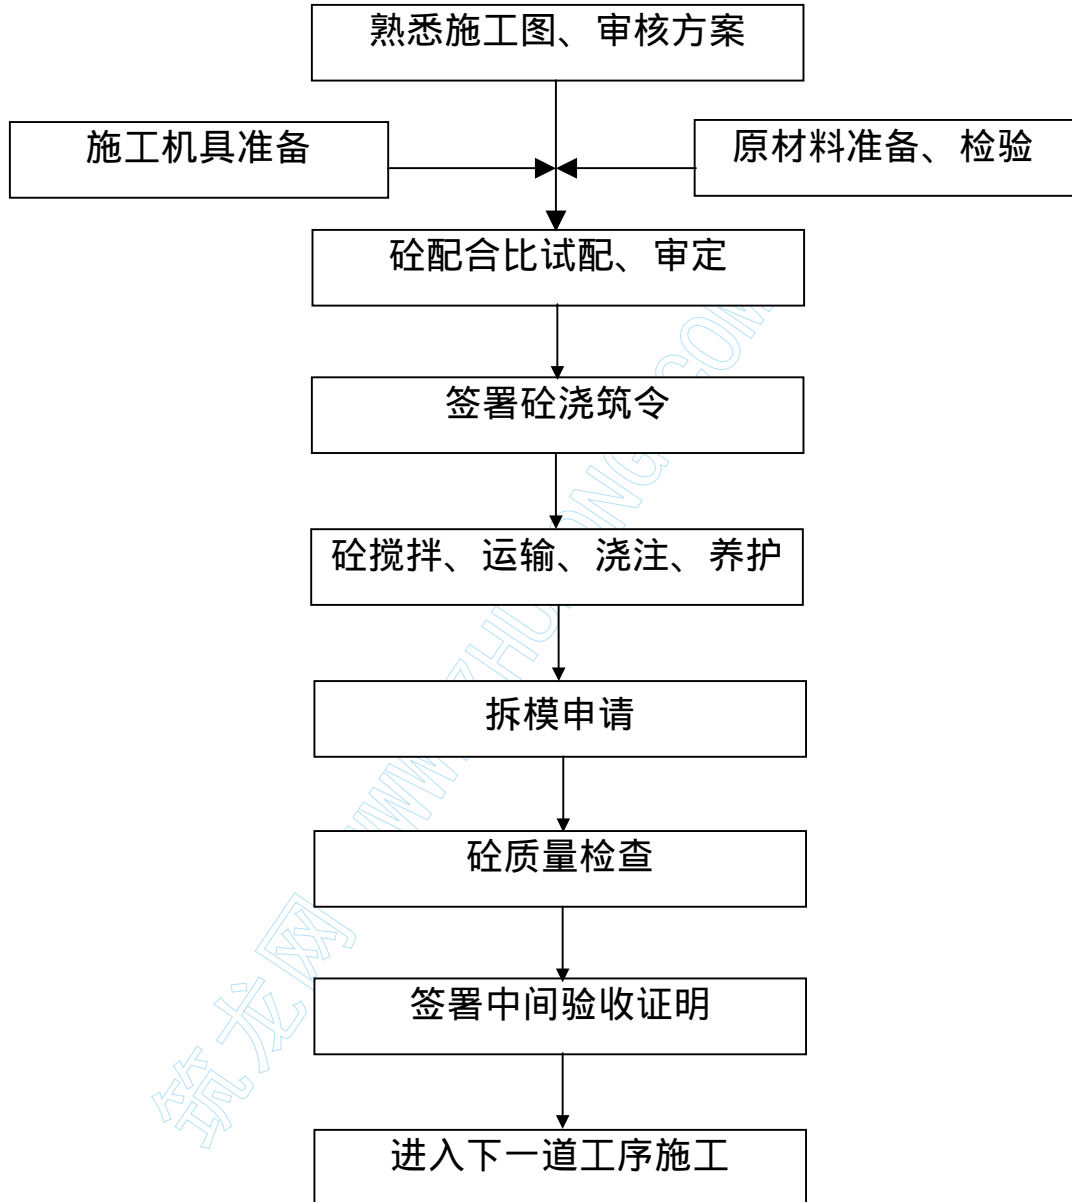 熟悉施工图、审核方案
施工机具准备
原材料准备、检验
砼配合比试配、审定
签署砼浇筑令
砼搅拌、运输、浇注、养护
拆模申请
砼质量检查
签署中间验收证明
进入下一道工序施工
筑龙网